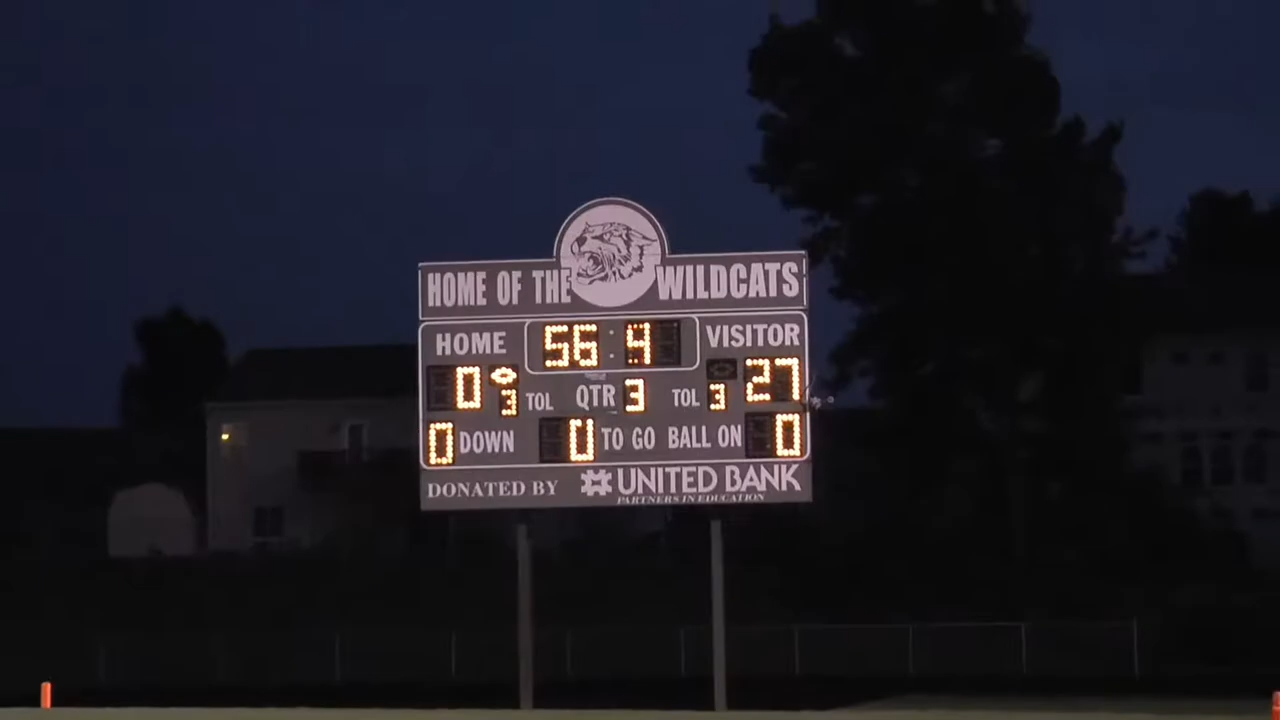 HOME OF THE WILDCATS
HOME 56:4 VISITOR
0 3 TOL QTR 3 TOL 3 27
0 DOWN 0 TO GO BALL ON 0
DONATED BY UNITED BANK
PARTNERS IN EDUCATION